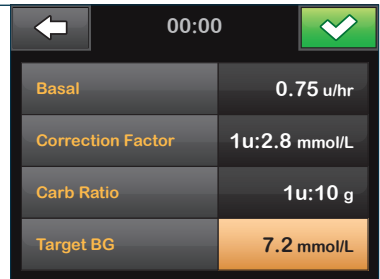 00:00
Basal 0.75 u/hr
Correction Factor 1u:2.8 mmol/L
Carb Ratio 1u:10 g
Target BG 7.2 mmol/L